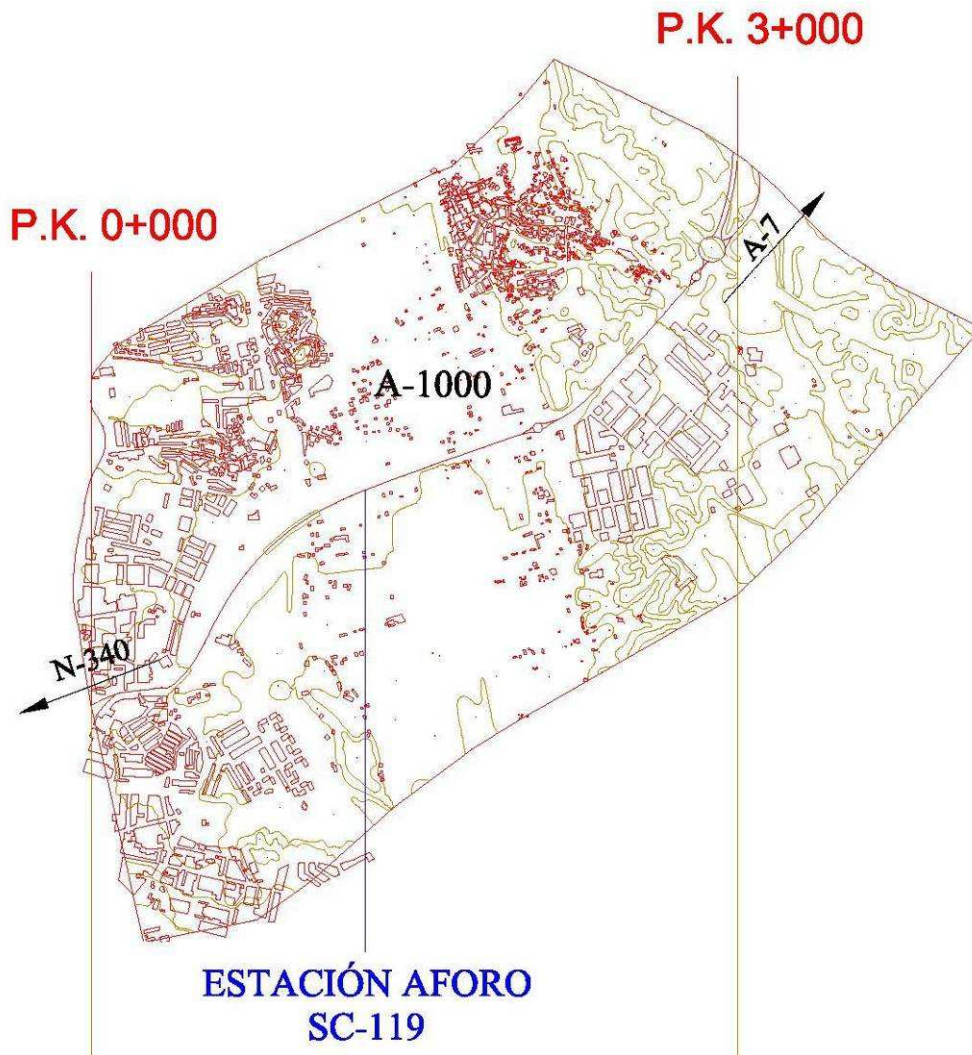 P.K. 3+000
P.K. 0+000
A-7
A-1000
N-340
ESTACIÓN AFORO
SC-119